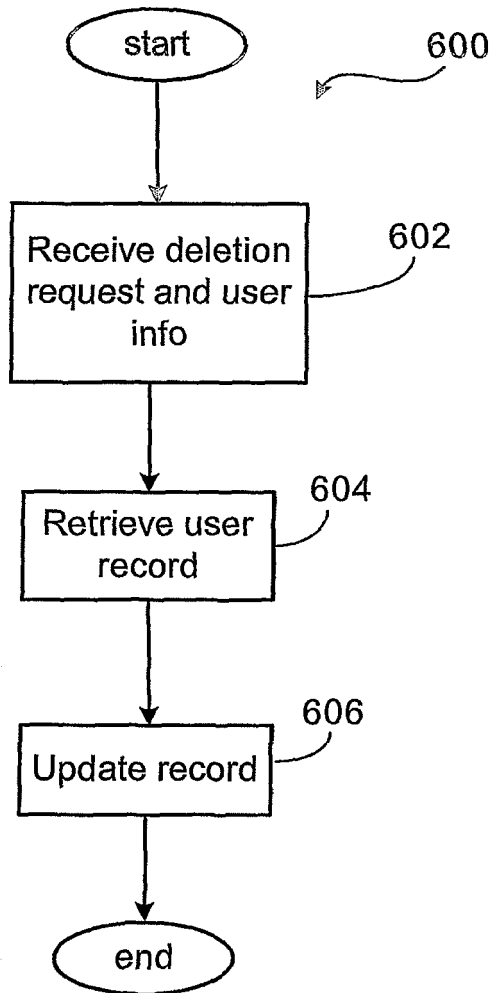 start
600
Receive deletion
request and user
info
602
Retrieve user
record
604
Update record
606
end